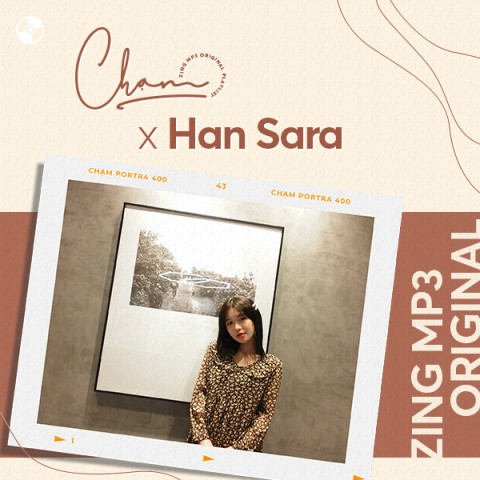 Chạm
ZING MP3 ORIGINAL PLAYLIST
x Han Sara
CHẠM PORTRA 400
43
CHẠM PORTRA 400
ZING MP3
ORIGINAL
1